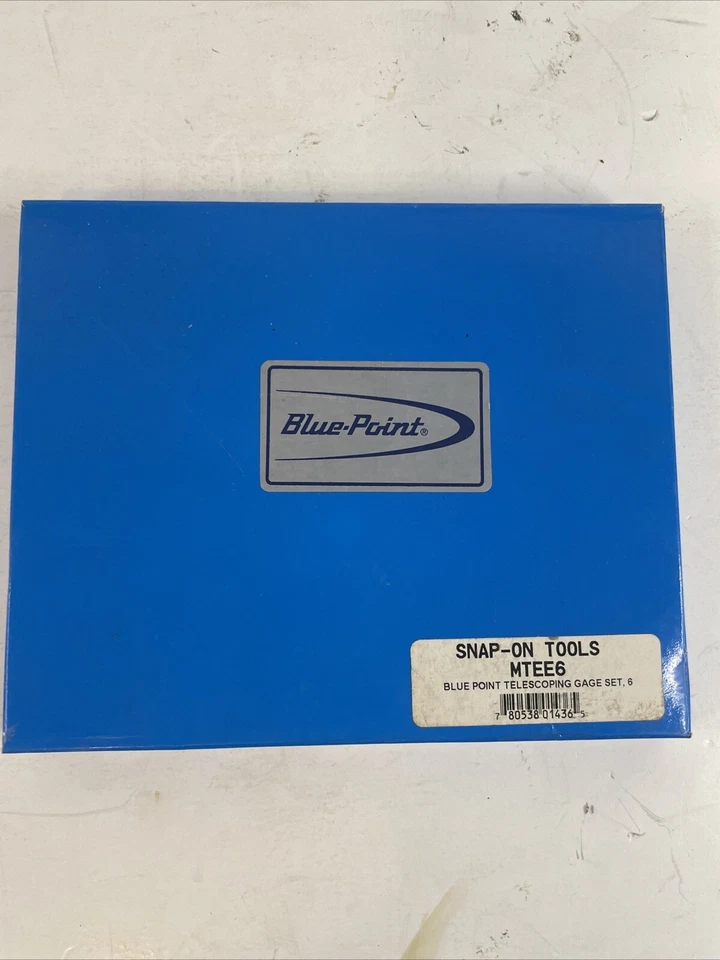 Blue-Point®
SNAP-ON TOOLS
MTEE6
BLUE POINT TELESCOPING GAGE SET, 6
7 80538 01436 5